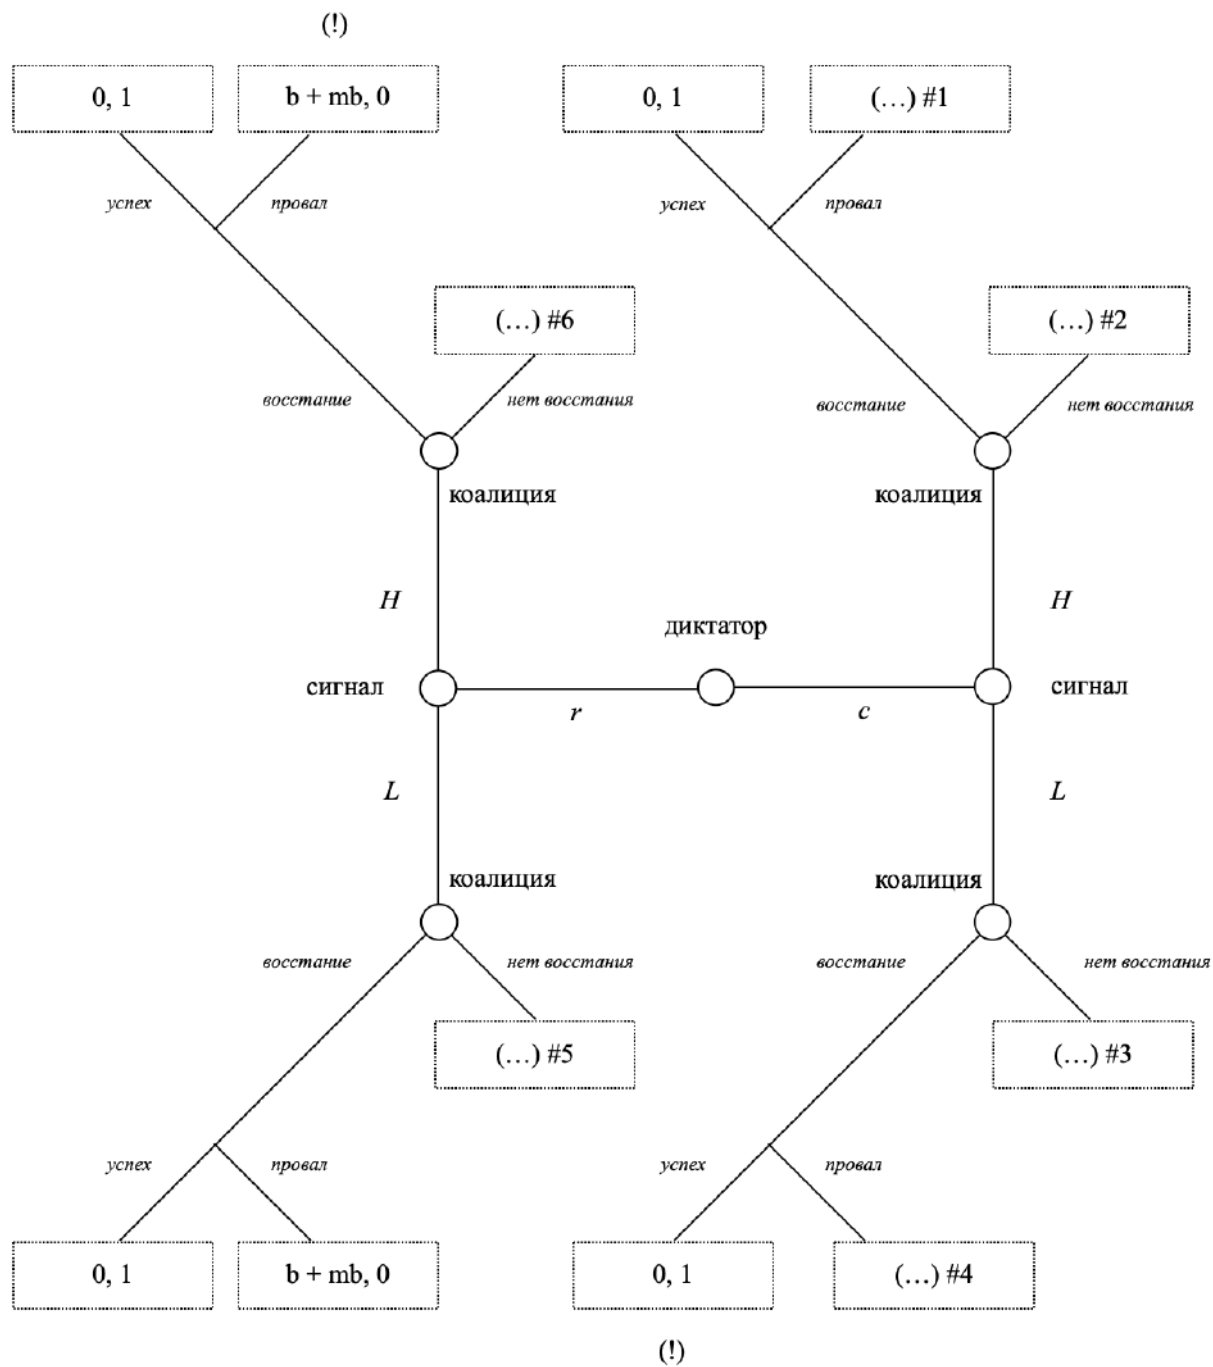 (!)
0, 1
b + mb, 0
0, 1
(…) #1
успех
провал
успех
провал
(…) #6
(…) #2
восстание
нет восстания
восстание
нет восстания
коалиция
коалиция
H
H
диктатор
сигнал
сигнал
r
c
L
L
коалиция
коалиция
восстание
нет восстания
восстание
нет восстания
(…) #5
(…) #3
успех
провал
успех
провал
0, 1
b + mb, 0
0, 1
(…) #4
(!)